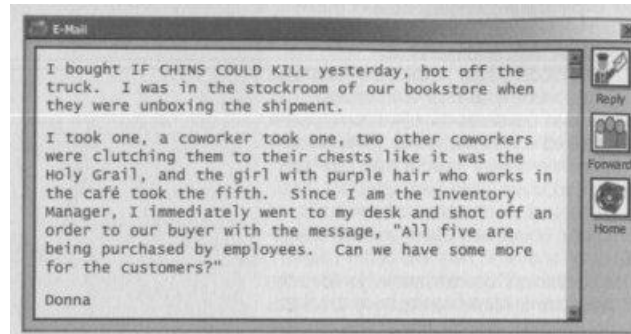 E-Mail
I bought IF CHINS COULD KILL yesterday, hot off the
truck. I was in the stockroom of our bookstore when
they were unboxing the shipment.
I took one, a coworker took one, two other coworkers
were clutching them to their chests like it was the
Holy Grail, and the girl with purple hair who works in
the café took the fifth. Since I am the Inventory
Manager, I immediately went to my desk and shot off an
order to our buyer with the message, "All five are
being purchased by employees. Can we have some more
for the customers?"
Donna
Reply
Forward
Home